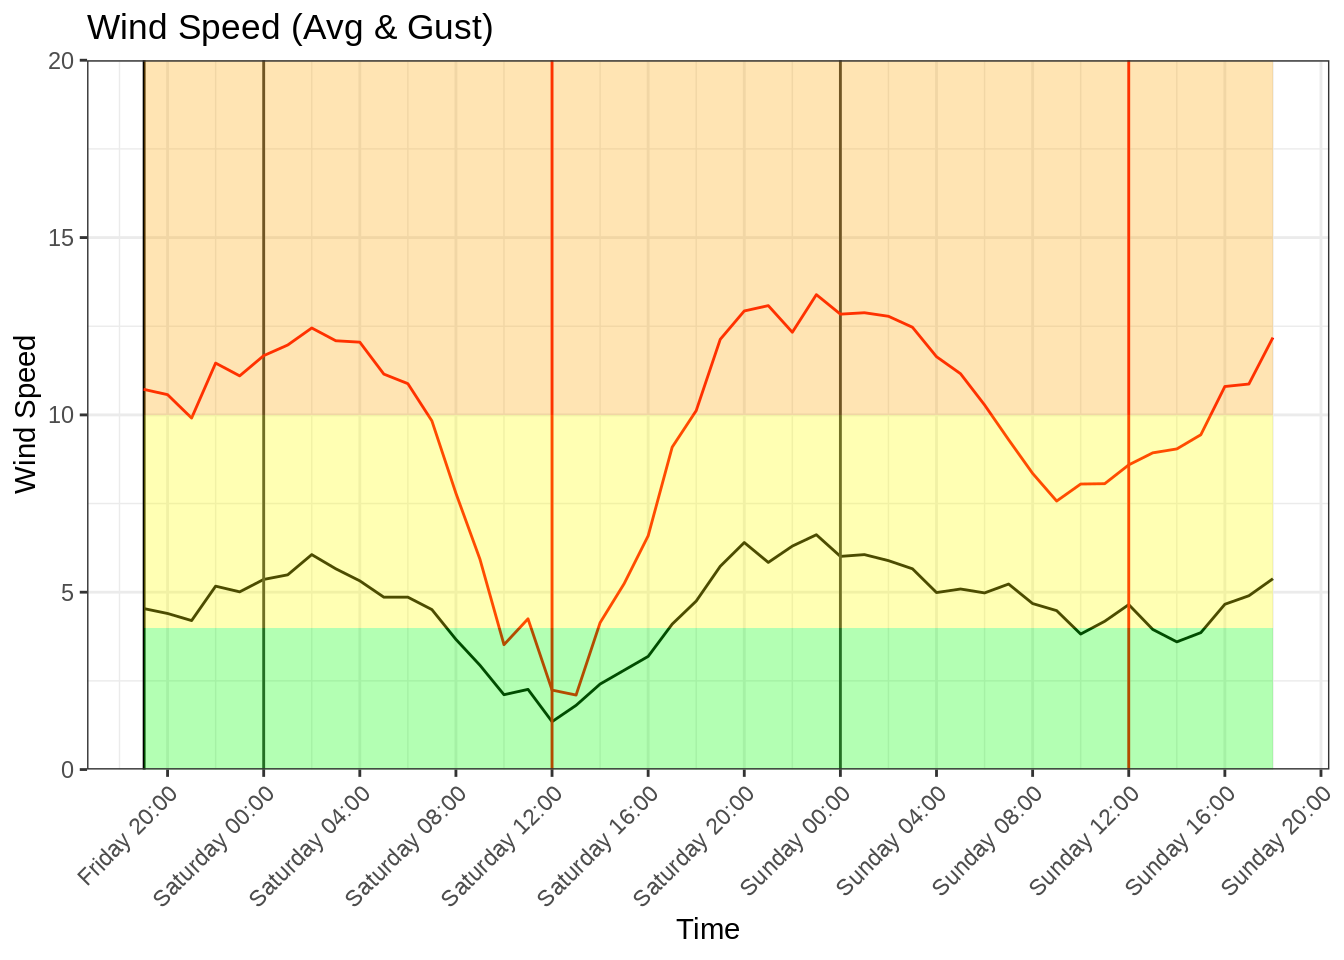 Wind Speed (Avg & Gust)
Wind Speed
20
15
10
5
0
Friday 20:00
Saturday 00:00
Saturday 04:00
Saturday 08:00
Saturday 12:00
Saturday 16:00
Saturday 20:00
Sunday 00:00
Sunday 04:00
Sunday 08:00
Sunday 12:00
Sunday 16:00
Sunday 20:00
Time